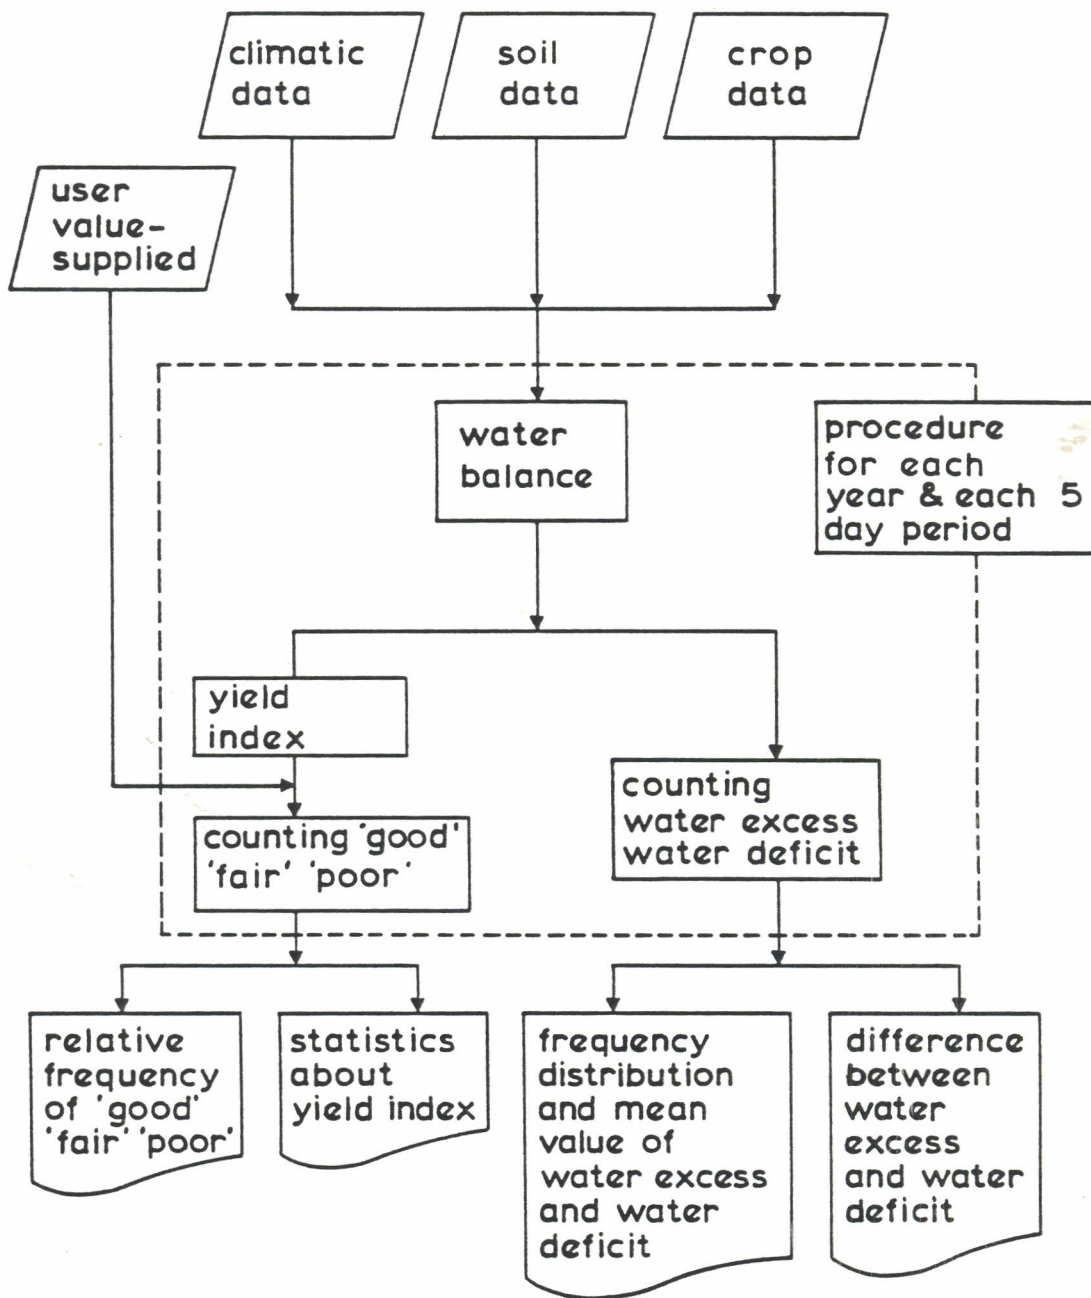 climatic
data
soil
data
crop
data
user
value-
supplied
water
balance
procedure
for each
year & each 5
day period
yield
index
counting
water excess
water deficit
counting 'good'
'fair' 'poor'
relative
frequency
of 'good'
'fair' 'poor'
statistics
about
yield index
frequency
distribution
and mean
value of
water excess
and water
deficit
difference
between
water
excess
and water
deficit